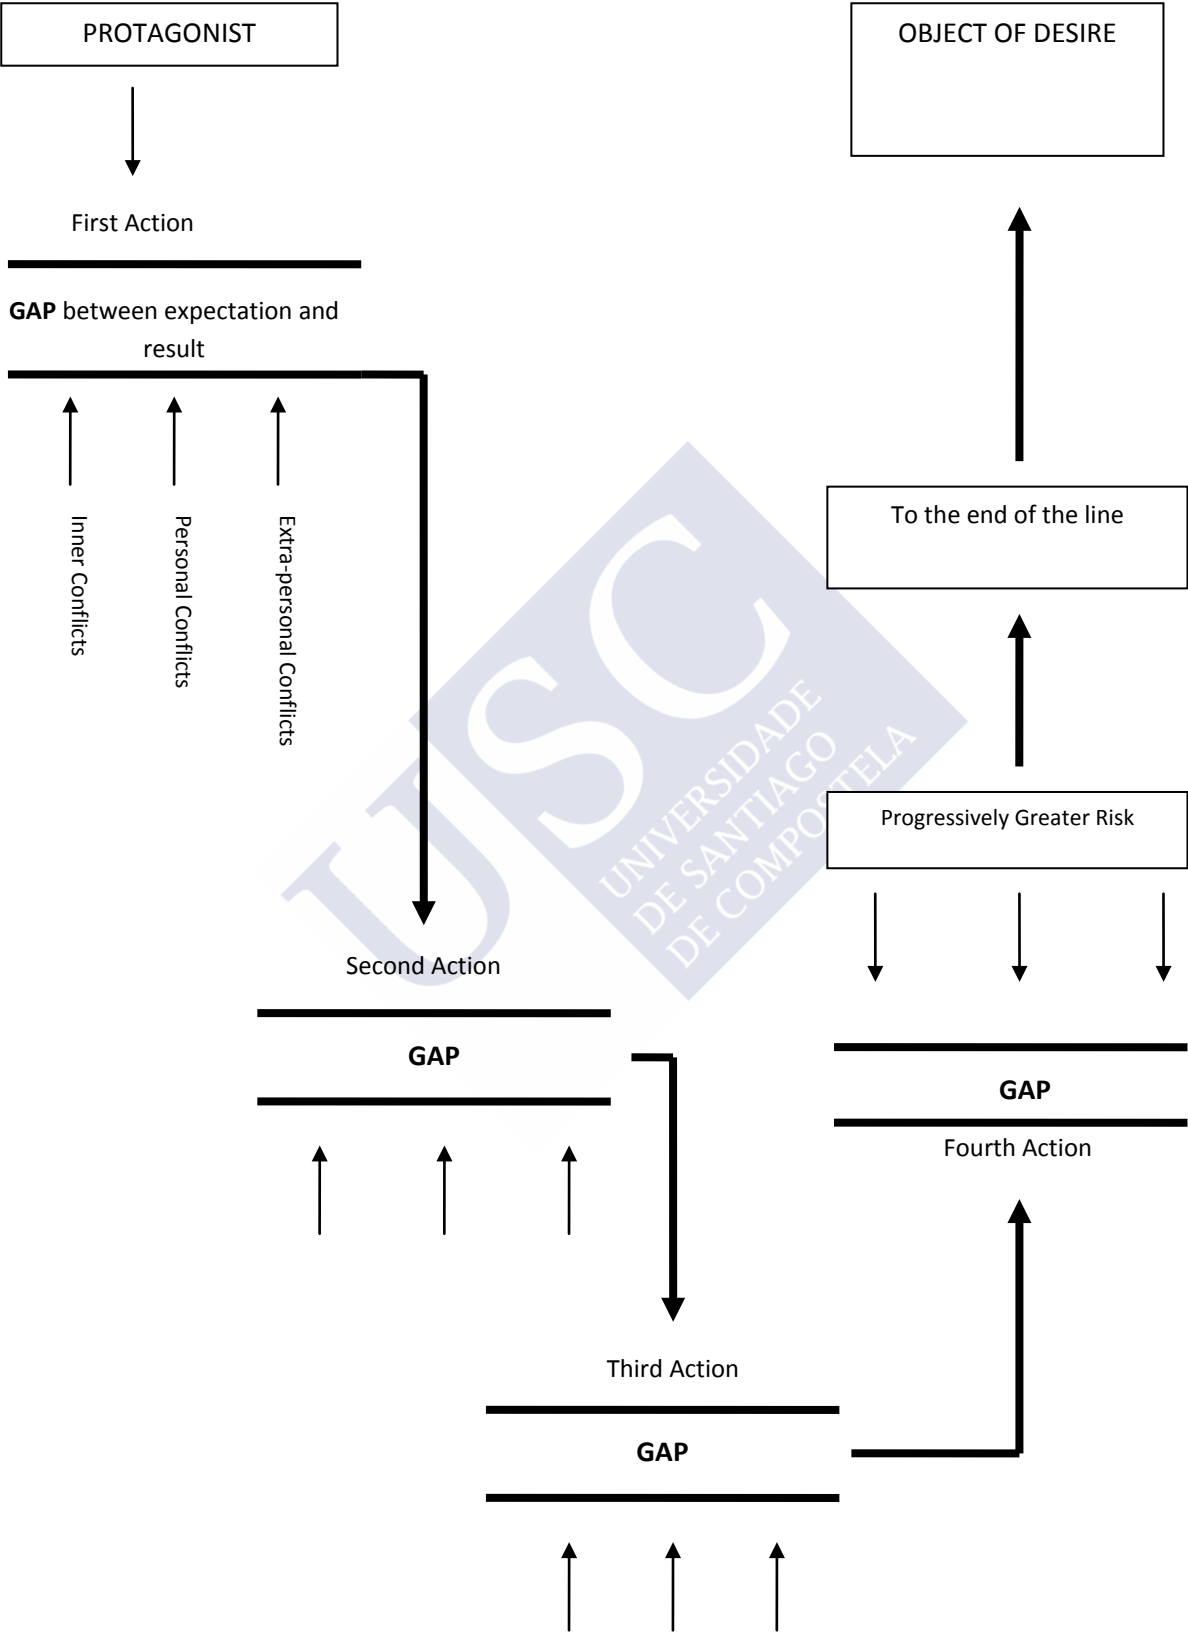 PROTAGONIST
OBJECT OF DESIRE
First Action
GAP between expectation and
result
Inner Conflicts
Personal Conflicts
Extra-personal Conflicts
To the end of the line
Progressively Greater Risk
Second Action
GAP
GAP
Fourth Action
Third Action
GAP
USC
UNIVERSIDADE
DE SANTIAGO
DE COMPOSTELA